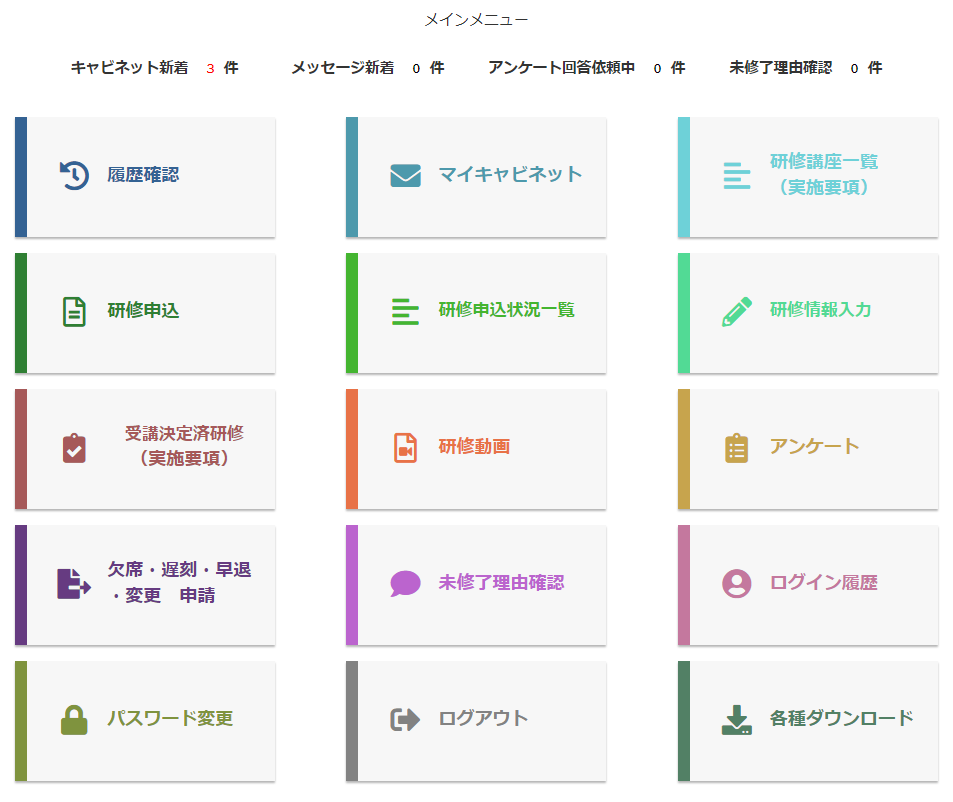 メインメニュー
キャビネット新着 3 件 メッセージ新着 0 件 アンケート回答依頼中 0 件 未修了理由確認 0 件
履歴確認
マイキャビネット
研修講座一覧
（実施要項）
研修申込
研修申込状況一覧
研修情報入力
受講決定済研修
（実施要項）
研修動画
アンケート
欠席・遅刻・早退
・変更　申請
未修了理由確認
ログイン履歴
パスワード変更
ログアウト
各種ダウンロード